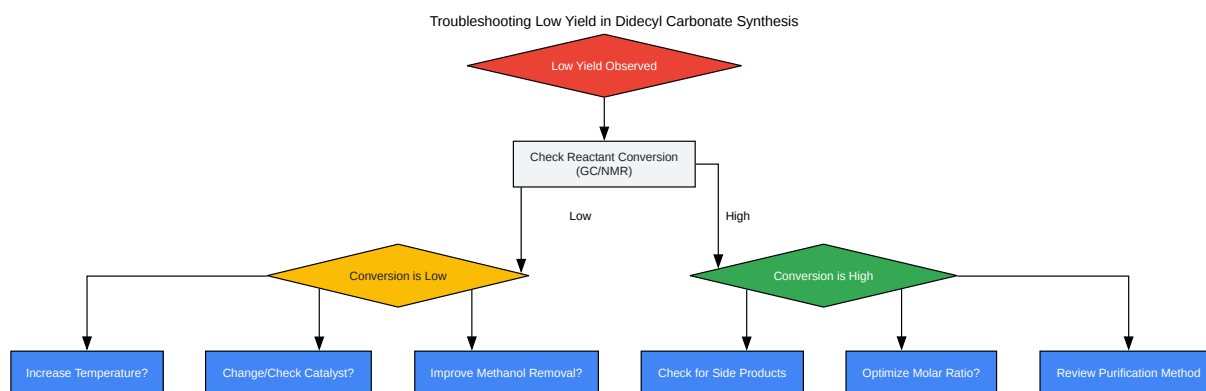 Troubleshooting Low Yield in Didecyl Carbonate Synthesis
Low Yield Observed
Check Reactant Conversion
(GC/NMR)
Low
High
Conversion is Low
Conversion is High
Increase Temperature?
Change/Check Catalyst?
Improve Methanol Removal?
Check for Side Products
Optimize Molar Ratio?
Review Purification Method